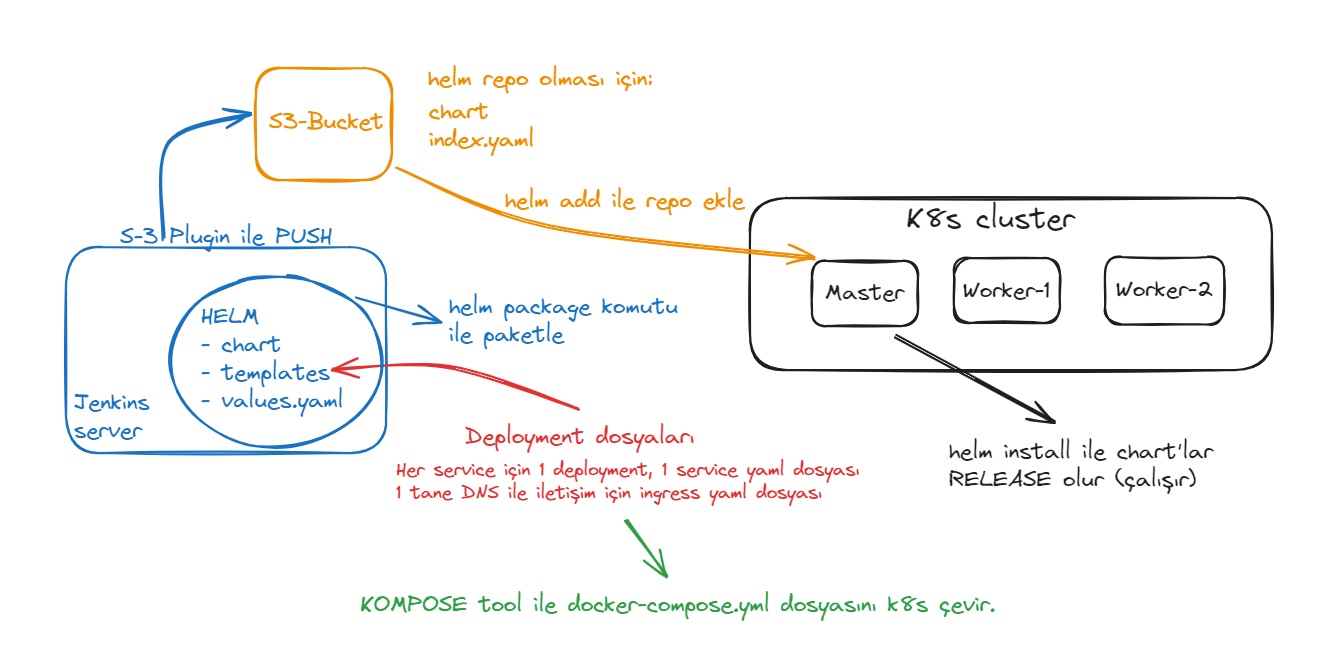 helm repo olması için:
chart
index.yaml
S3-Bucket
helm add ile repo ekle
K8s cluster
Master
Worker-1
Worker-2
S-3 Plugin ile PUSH
HELM
- chart
- templates
- values.yaml
Jenkins
server
helm package komutu
ile paketle
Deployment dosyaları
Her service için 1 deployment, 1 service yaml dosyası
1 tane DNS ile iletişim için ingress yaml dosyası
helm install ile chart'lar
RELEASE olur (çalışır)
KOMPOSE tool ile docker-compose.yml dosyasını k8s çevir.